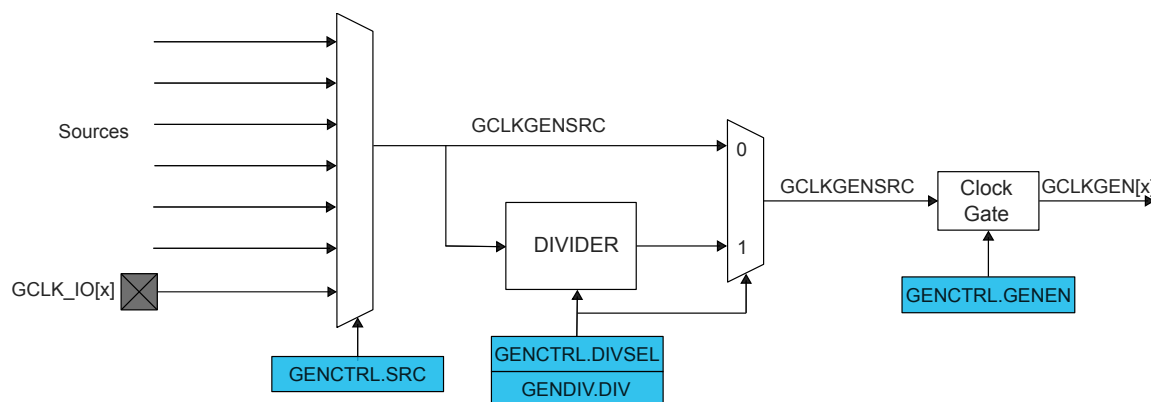 Sources
GCLK_IO[x]
GENCTRL.SRC
GCLKGENSRC
DIVIDER
GENCTRL.DIVSEL
GENDIV.DIV
0
1
GCLKGENSRC
Clock
Gate
GENCTRL.GENEN
GCLKGEN[x]